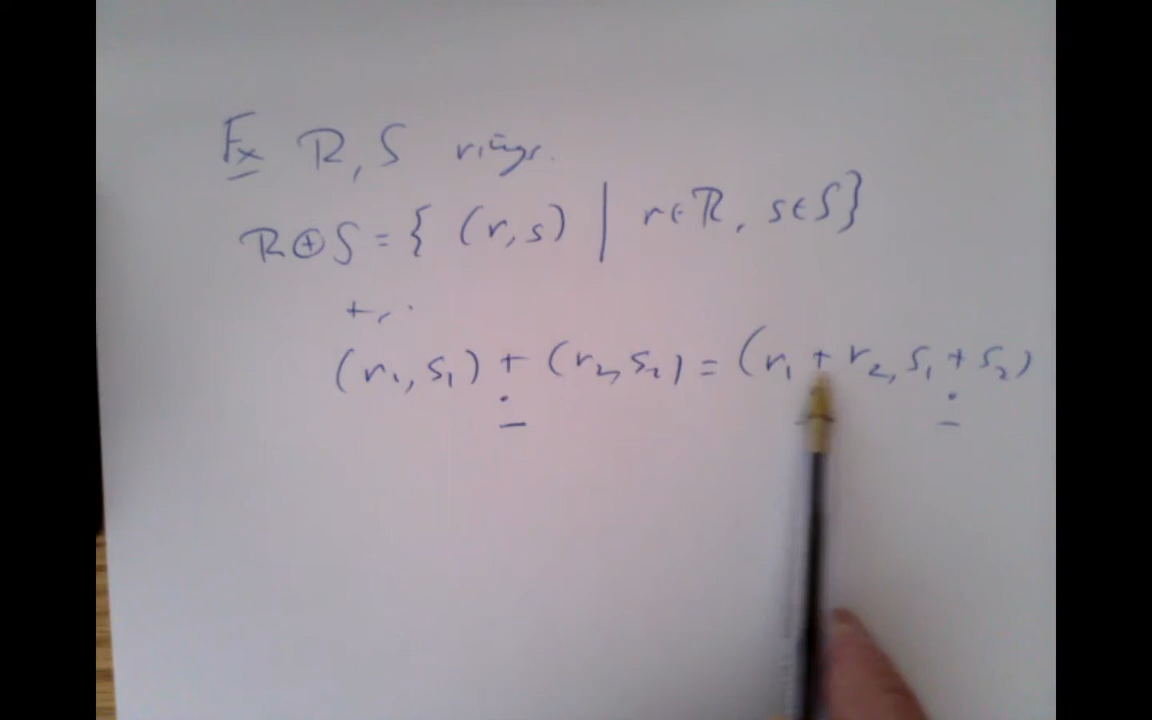 Ex R, S rings.
R⊕S = { (r,s) | r∈R, s∈S}
+, ·
(r₁, s₁) + (r₂, s₂) = (r₁ + r₂, s₁ + s₂)
· · ·
− − −